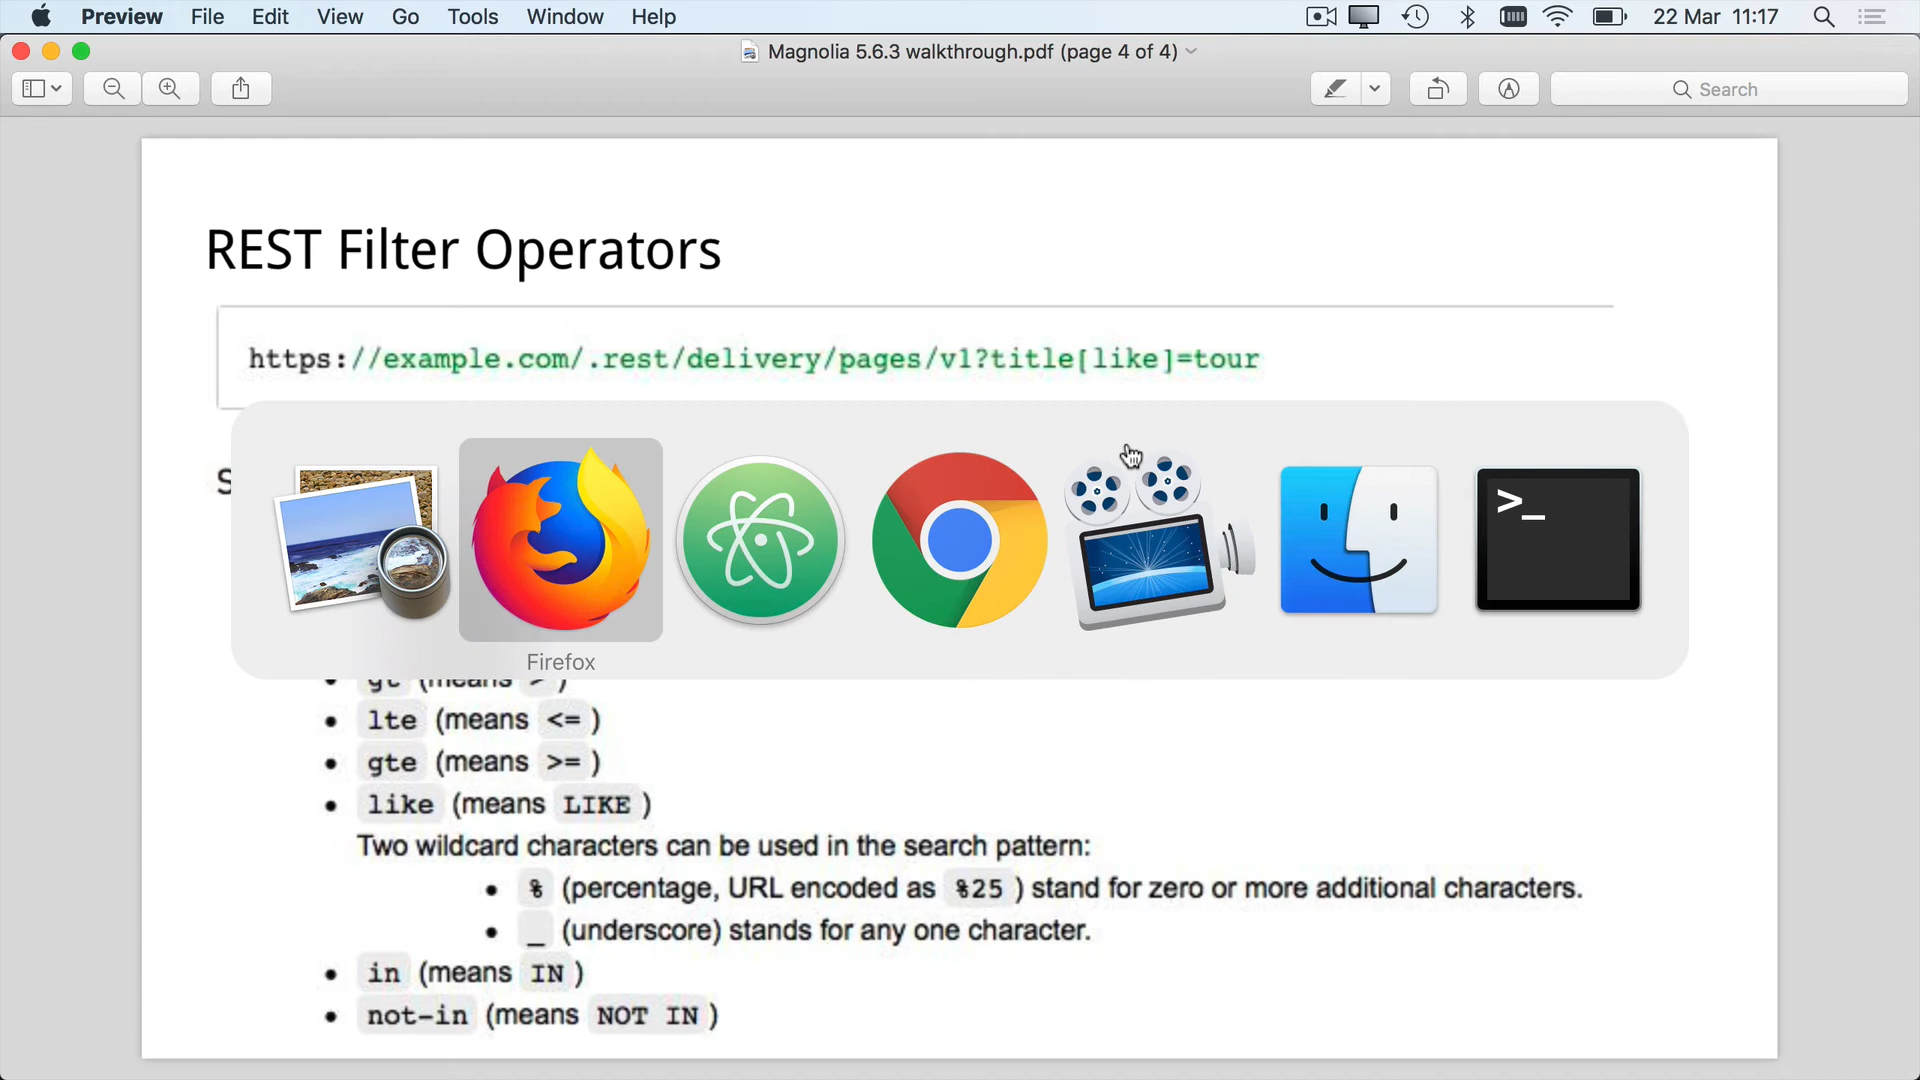 Preview File Edit View Go Tools Window Help 22 Mar 11:17
Magnolia 5.6.3 walkthrough.pdf (page 4 of 4)
Search
REST Filter Operators
https://example.com/.rest/delivery/pages/v1?title[like]=tour
S
>_
Firefox
gt (means > )
lte (means <= )
gte (means >= )
like (means LIKE )
Two wildcard characters can be used in the search pattern:
% (percentage, URL encoded as %25 ) stand for zero or more additional characters.
_ (underscore) stands for any one character.
in (means IN )
not-in (means NOT IN )